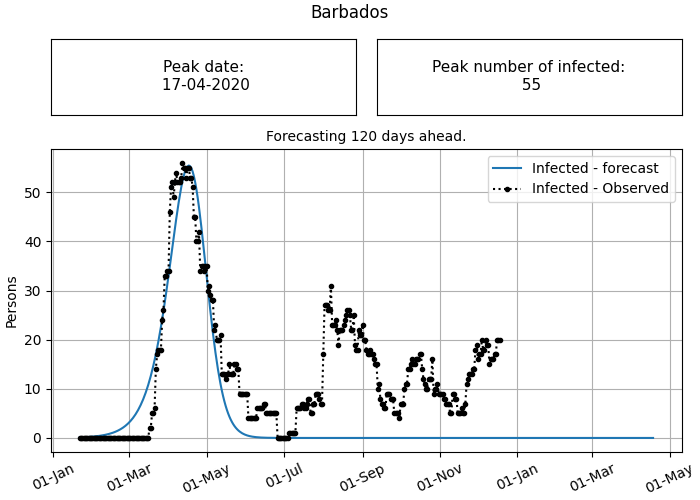 Barbados
Peak date:
17-04-2020
Peak number of infected:
55
Forecasting 120 days ahead.
Infected - forecast
Infected - Observed
Persons
50
40
30
20
10
0
01-Jan
01-Mar
01-May
01-Jul
01-Sep
01-Nov
01-Jan
01-Mar
01-May